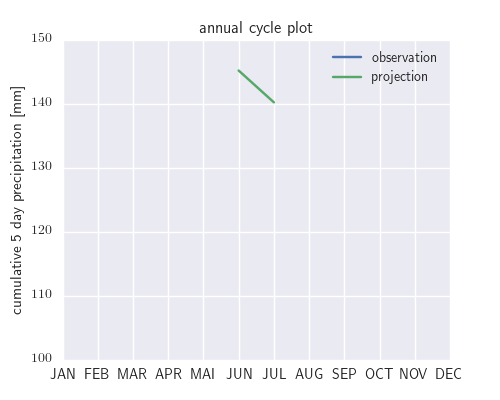 annual cycle plot
observation
projection
cumulative 5 day precipitation [mm]
150
140
130
120
110
100
JAN FEB MAR APR MAI JUN JUL AUG SEP OCT NOV DEC